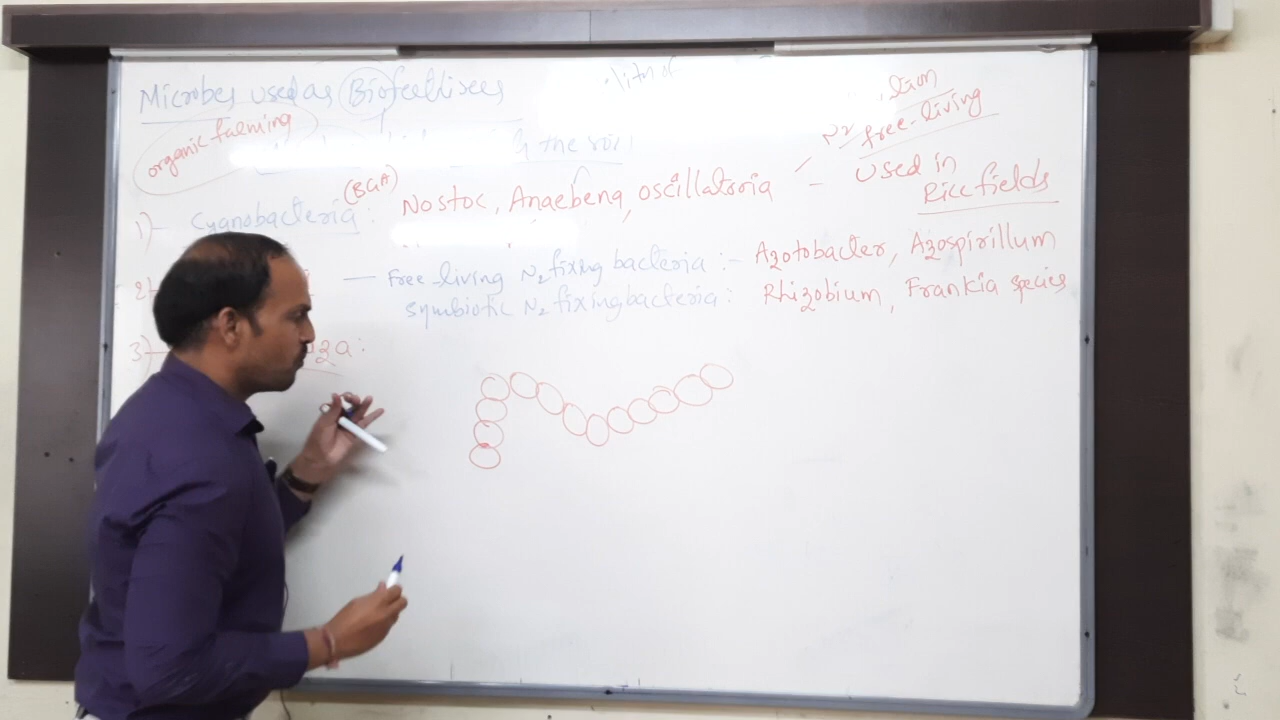 Microbes used as Biofertilisers
organic farming
the soil
free-living
(BGA) Nostoc, Anaebena, oscillatoria - used in
Rice fields
1) Cyanobacteria:
2) — Free-living N2 fixing bacteria :- Azotobacter, Azospirillum
symbiotic N2 fixing bacteria: Rhizobium, Frankia species
3) za: